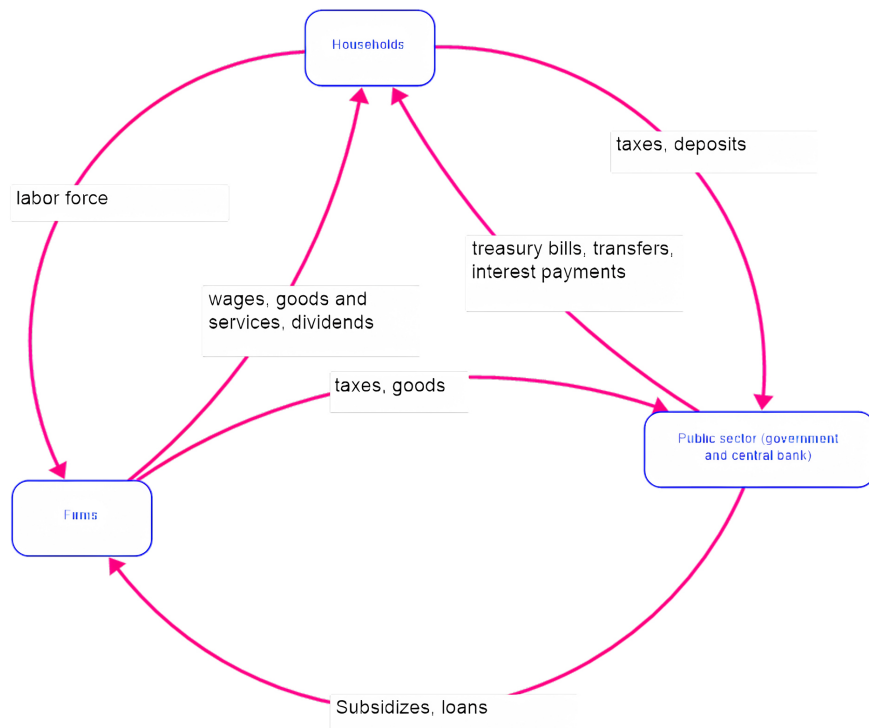 Households
taxes, deposits
labor force
treasury bills, transfers,
interest payments
wages, goods and
services, dividends
taxes, goods
Public sector (government
and central bank)
Firms
Subsidizes, loans